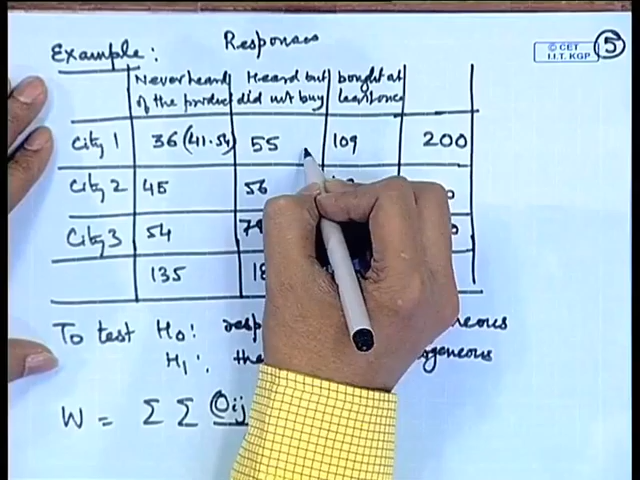 Example: Responses
© CET
I.I.T. KGP
5
Never heard of the product Heard but did not buy bought at least once
City 1 36 (41.54) 55 109 200
City 2 45 56
City 3 54
135
To test H0:
H1:
W = Σ Σ Oij